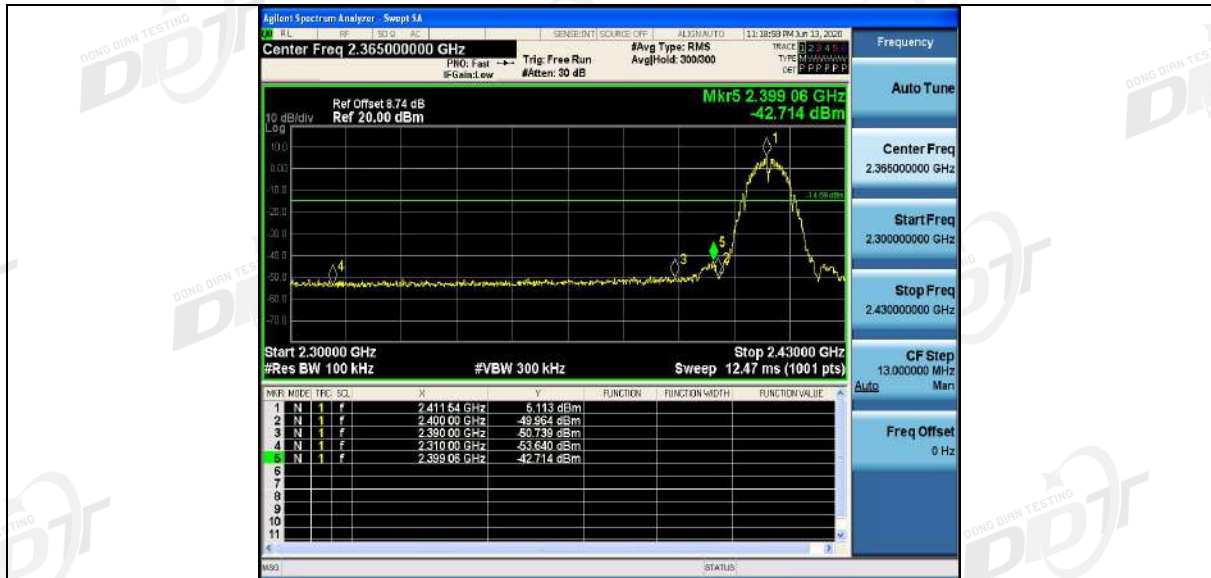 Agilent Spectrum Analyzer - Swept SA
RL RF 50 Ω AC SENSE:INT SOURCE OFF ALIGNAUTO 11:18:58 PM Jun 13, 2020
Center Freq 2.365000000 GHz
PNO: Fast
IFGain:Low
Trig: Free Run
#Atten: 30 dB
#Avg Type: RMS
Avg|Hold: 300/300
TRACE 1 2 3 4 5 6
TYPE M
DET P P P P P P
Ref Offset 8.74 dB
10 dB/div Ref 20.00 dBm
Log
Mkr5 2.399 06 GHz
-42.714 dBm
10.0
0.00
-10.0
-20.0
-30.0
-40.0
-50.0
-60.0
-70.0
1
5
3
2
4
Start 2.30000 GHz Stop 2.43000 GHz
#Res BW 100 kHz #VBW 300 kHz Sweep 12.47 ms (1001 pts)
MKR MODE TRC SCL X Y FUNCTION FUNCTION WIDTH FUNCTION VALUE
1 N 1 f 2.411 54 GHz 5.113 dBm
2 N 1 f 2.400 00 GHz -49.964 dBm
3 N 1 f 2.390 00 GHz -50.739 dBm
4 N 1 f 2.310 00 GHz -53.640 dBm
5 N 1 f 2.399 06 GHz -42.714 dBm
6
7
8
9
10
11
MSG STATUS
Frequency
Auto Tune
Center Freq
2.365000000 GHz
Start Freq
2.300000000 GHz
Stop Freq
2.430000000 GHz
CF Step
13.000000 MHz
Auto Man
Freq Offset
0 Hz
DONG DIAN TESTING
DDT